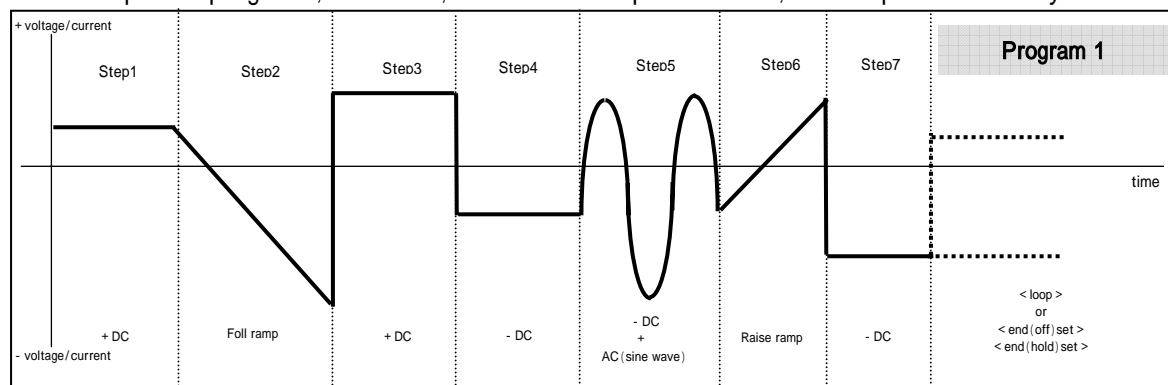 + voltage/current
Step1
Step2
Step3
Step4
Step5
Step6
Step7
Program 1
time
+ DC
Foll ramp
+ DC
- DC
- DC
+
AC(sine wave)
Raise ramp
- DC
< loop >
or
< end(off)set >
< end(hold)set >
- voltage/current